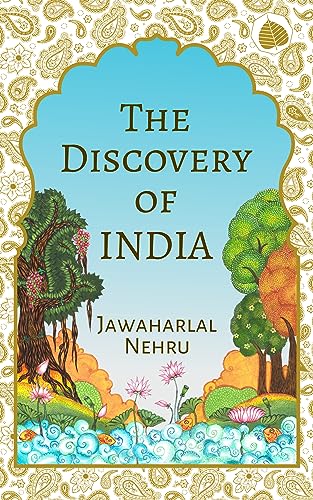 THE
DISCOVERY
OF
INDIA
JAWAHARLAL
NEHRU